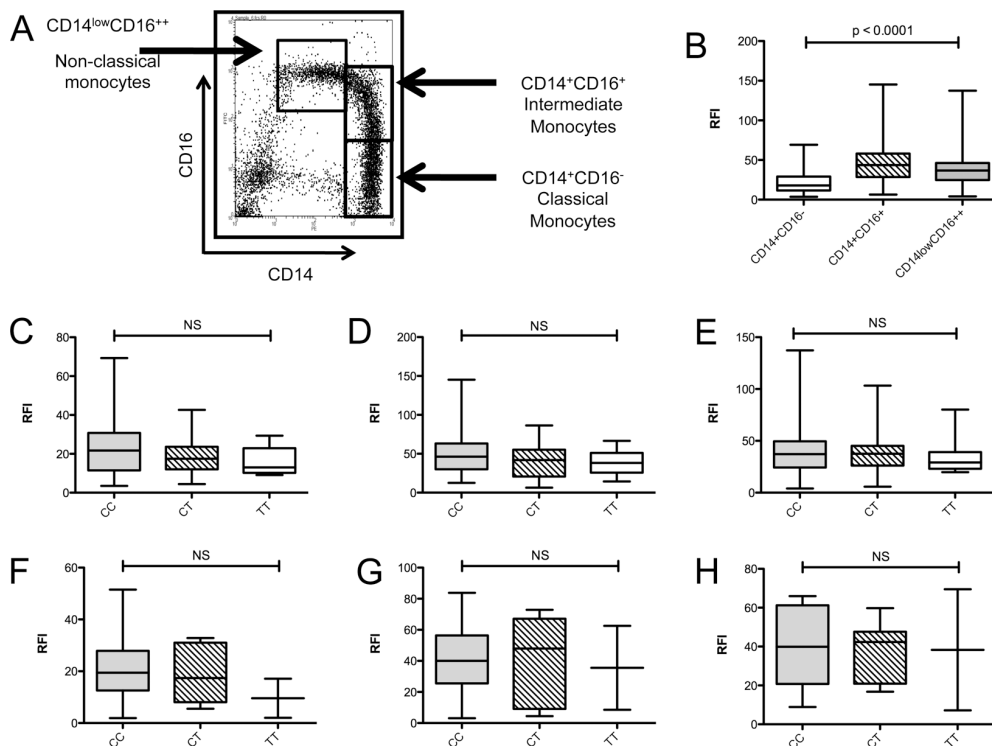 A
CD14lowCD16++
Non-classical
monocytes
CD16
CD14
CD14+CD16+
Intermediate
Monocytes
CD14+CD16-
Classical
Monocytes
B
p < 0.0001
RFI
200
150
100
50
0
CD14+CD16-
CD14+CD16+
CD14lowCD16++
C
NS
RFI
80
60
40
20
0
CC
CT
TT
D
NS
RFI
200
150
100
50
0
CC
CT
TT
E
NS
RFI
150
100
50
0
CC
CT
TT
F
NS
RFI
60
40
20
0
CC
CT
TT
G
NS
RFI
100
80
60
40
20
0
CC
CT
TT
H
NS
RFI
80
60
40
20
0
CC
CT
TT